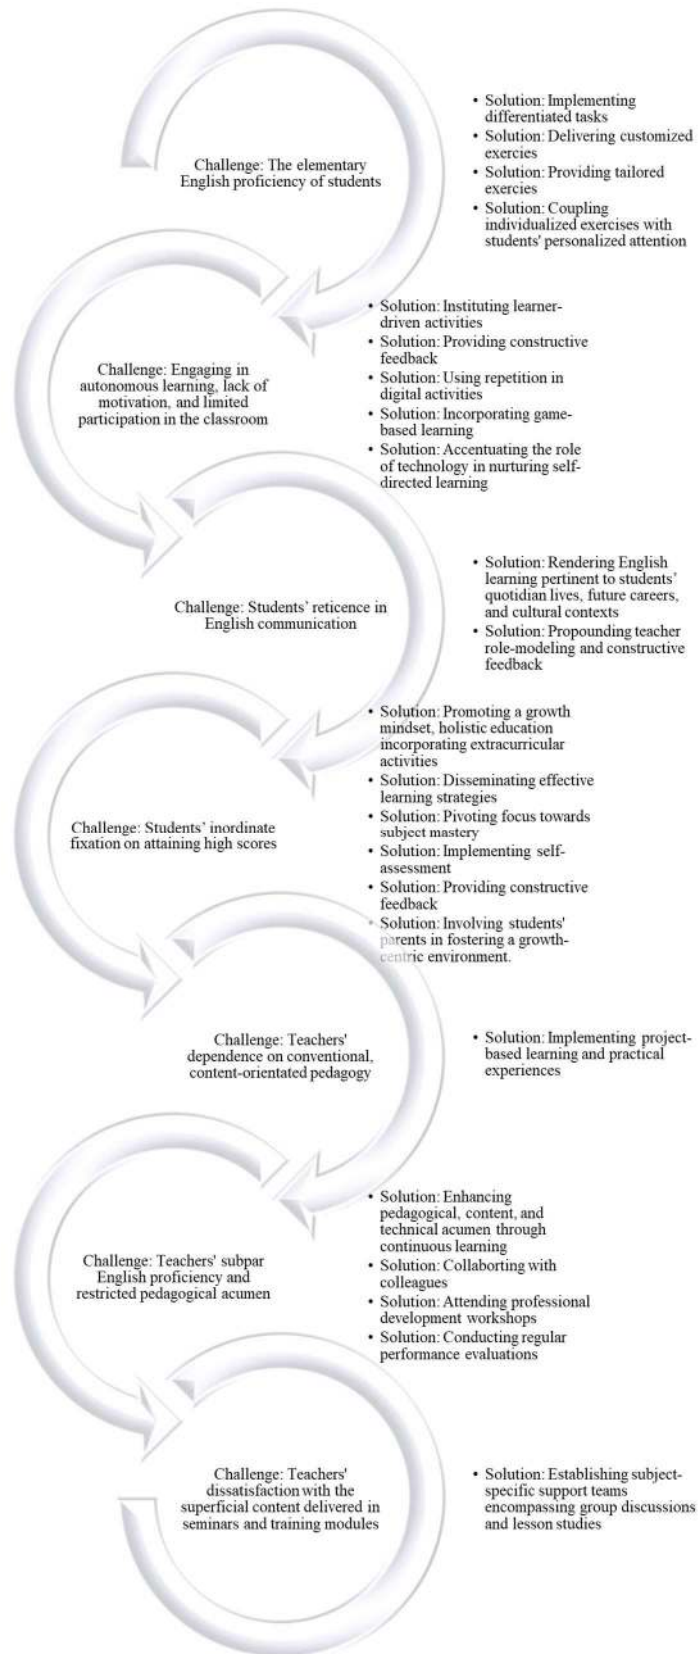 Challenge: The elementary
English proficiency of students
• Solution: Implementing
differentiated tasks
• Solution: Delivering customized
exercies
• Solution: Providing tailored
exercies
• Solution: Coupling
individualized exercises with
students' personalized attention
Challenge: Engaging in
autonomous learning, lack of
motivation, and limited
participation in the classroom
• Solution: Instituting learner-
driven activities
• Solution: Providing constructive
feedback
• Solution: Using repetition in
digital activities
• Solution: Incorporating game-
based learning
• Solution: Accentuating the role
of technology in nurturing self-
directed learning
Challenge: Students’ reticence in
English communication
• Solution: Rendering English
learning pertinent to students’
quotidian lives, future careers,
and cultural contexts
• Solution: Propounding teacher
role-modeling and constructive
feedback
Challenge: Students’ inordinate
fixation on attaining high scores
• Solution: Promoting a growth
mindset, holistic education
incorporating extracurricular
activities
• Solution: Disseminating effective
learning strategies
• Solution: Pivoting focus towards
subject mastery
• Solution: Implementing self-
assessment
• Solution: Providing constructive
feedback
• Solution: Involving students'
parents in fostering a growth-
centric environment.
Challenge: Teachers'
dependence on conventional,
content-orientated pedagogy
• Solution: Implementing project-
based learning and practical
experiences
Challenge: Teachers' subpar
English proficiency and
restricted pedagogical acumen
• Solution: Enhancing
pedagogical, content, and
technical acumen through
continuous learning
• Solution: Collaborting with
colleagues
• Solution: Attending professional
development workshops
• Solution: Conducting regular
performance evaluations
Challenge: Teachers'
dissatisfaction with the
superficial content delivered in
seminars and training modules
• Solution: Establishing subject-
specific support teams
encompassing group discussions
and lesson studies